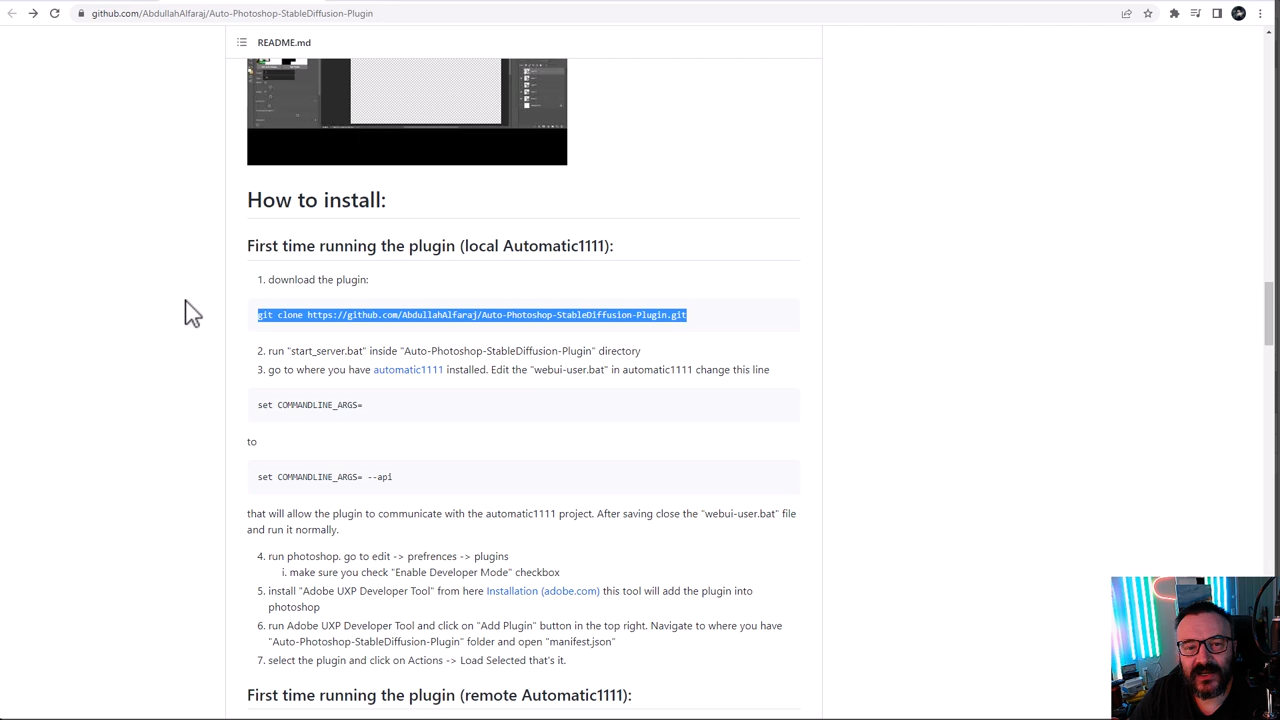 github.com/AbdullahAlfaraj/Auto-Photoshop-StableDiffusion-Plugin
README.md
How to install:
First time running the plugin (local Automatic1111):
1. download the plugin:
git clone https://github.com/AbdullahAlfaraj/Auto-Photoshop-StableDiffusion-Plugin.git
2. run "start_server.bat" inside "Auto-Photoshop-StableDiffusion-Plugin" directory
3. go to where you have automatic1111 installed. Edit the "webui-user.bat" in automatic1111 change this line
set COMMANDLINE_ARGS=
to
set COMMANDLINE_ARGS= --api
that will allow the plugin to communicate with the automatic1111 project. After saving close the "webui-user.bat" file
and run it normally.
4. run photoshop. go to edit -> prefrences -> plugins
i. make sure you check "Enable Developer Mode" checkbox
5. install "Adobe UXP Developer Tool" from here Installation (adobe.com) this tool will add the plugin into
photoshop
6. run Adobe UXP Developer Tool and click on "Add Plugin" button in the top right. Navigate to where you have
"Auto-Photoshop-StableDiffusion-Plugin" folder and open "manifest.json"
7. select the plugin and click on Actions -> Load Selected that's it.
First time running the plugin (remote Automatic1111):